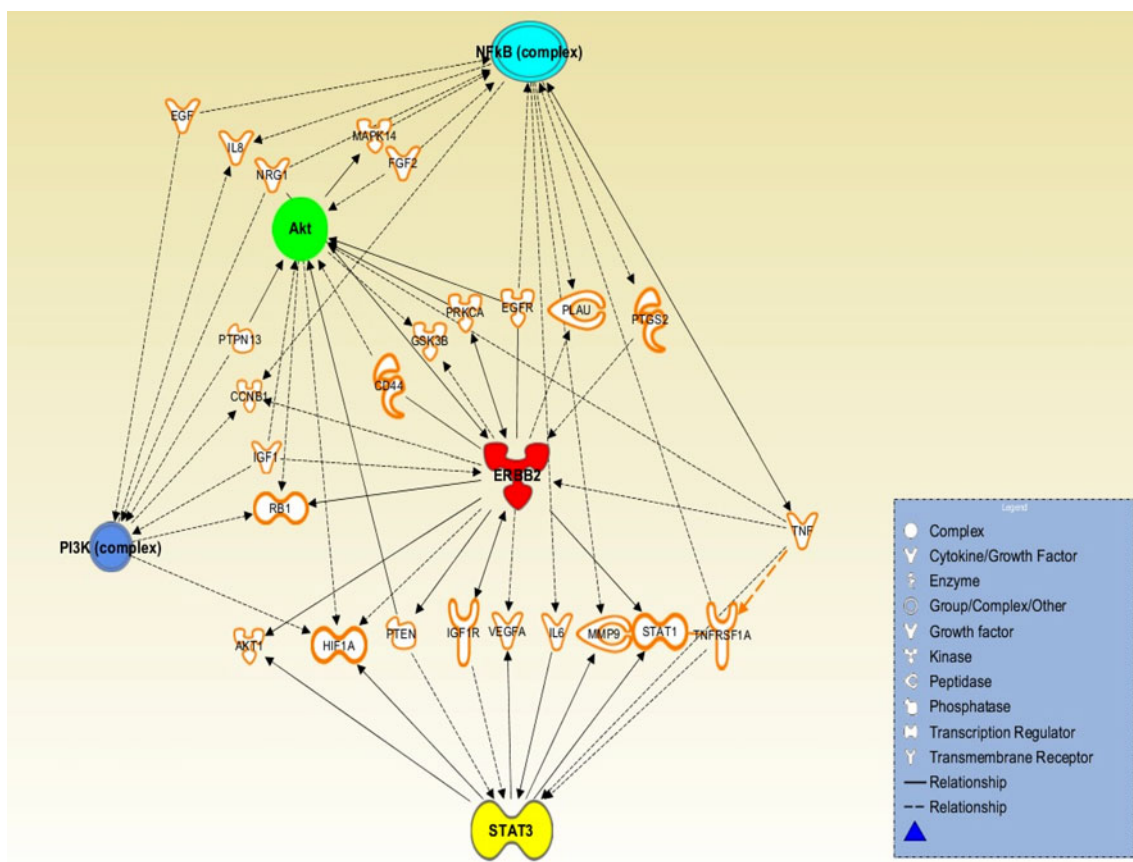 NFkB (complex)
EGF
IL8
MAPK14
FGF2
NRG1
Akt
PRKCA
EGFR
PLAU
PTGS2
PTPN13
GSK3B
CD44
CCNB1
IGF1
ERBB2
RB1
TNF
PI3K (complex)
AKT1
HIF1A
PTEN
IGF1R
VEGFA
IL6
MMP9
STAT1
TNFRSF1A
STAT3
Legend
Complex
Cytokine/Growth Factor
Enzyme
Group/Complex/Other
Growth factor
Kinase
Peptidase
Phosphatase
Transcription Regulator
Transmembrane Receptor
Relationship
Relationship